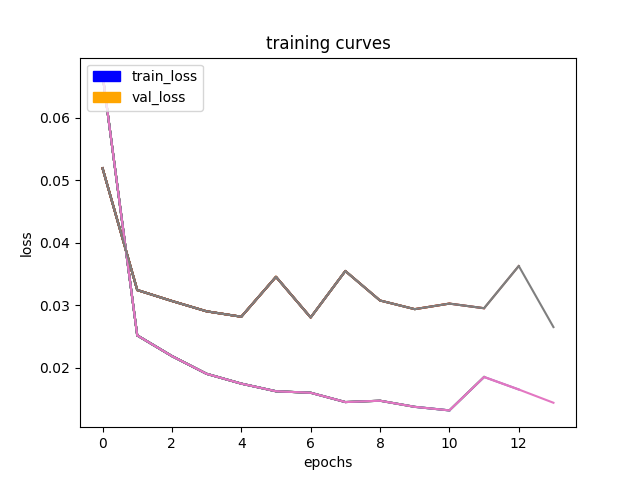 training curves
train_loss
val_loss
0.06
0.05
0.04
0.03
0.02
loss
0 2 4 6 8 10 12
epochs